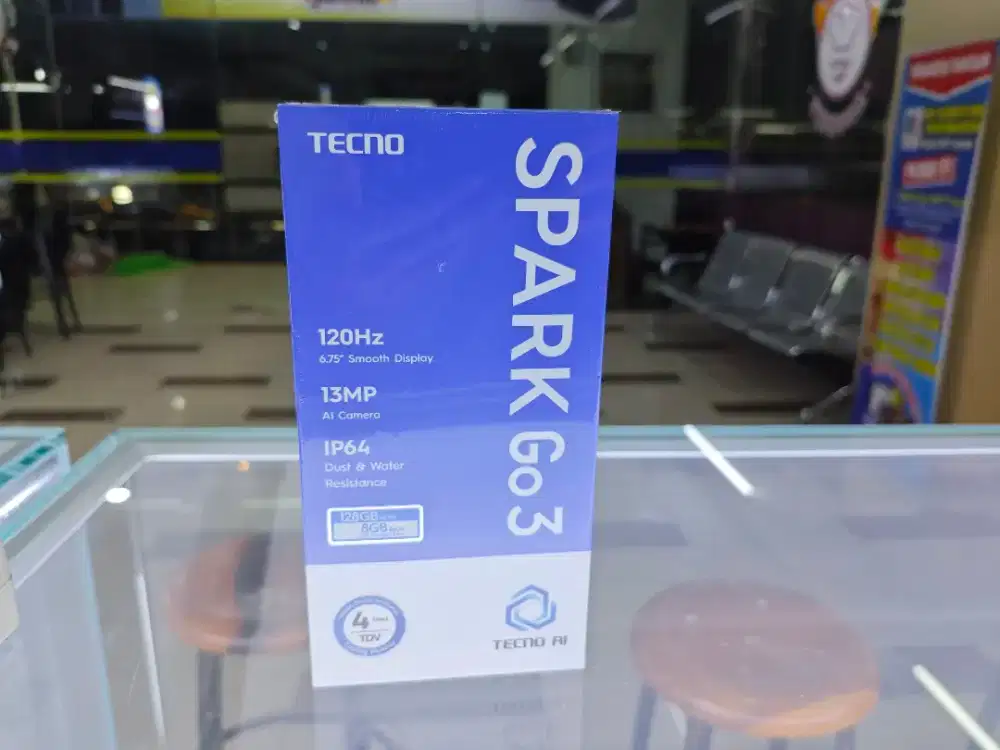 TECNO
SPARK Go 3
120Hz
6.75" Smooth Display
13MP
AI Camera
IP64
Dust & Water
Resistance
128GB
8GB
4
TÜV
TECNO AI